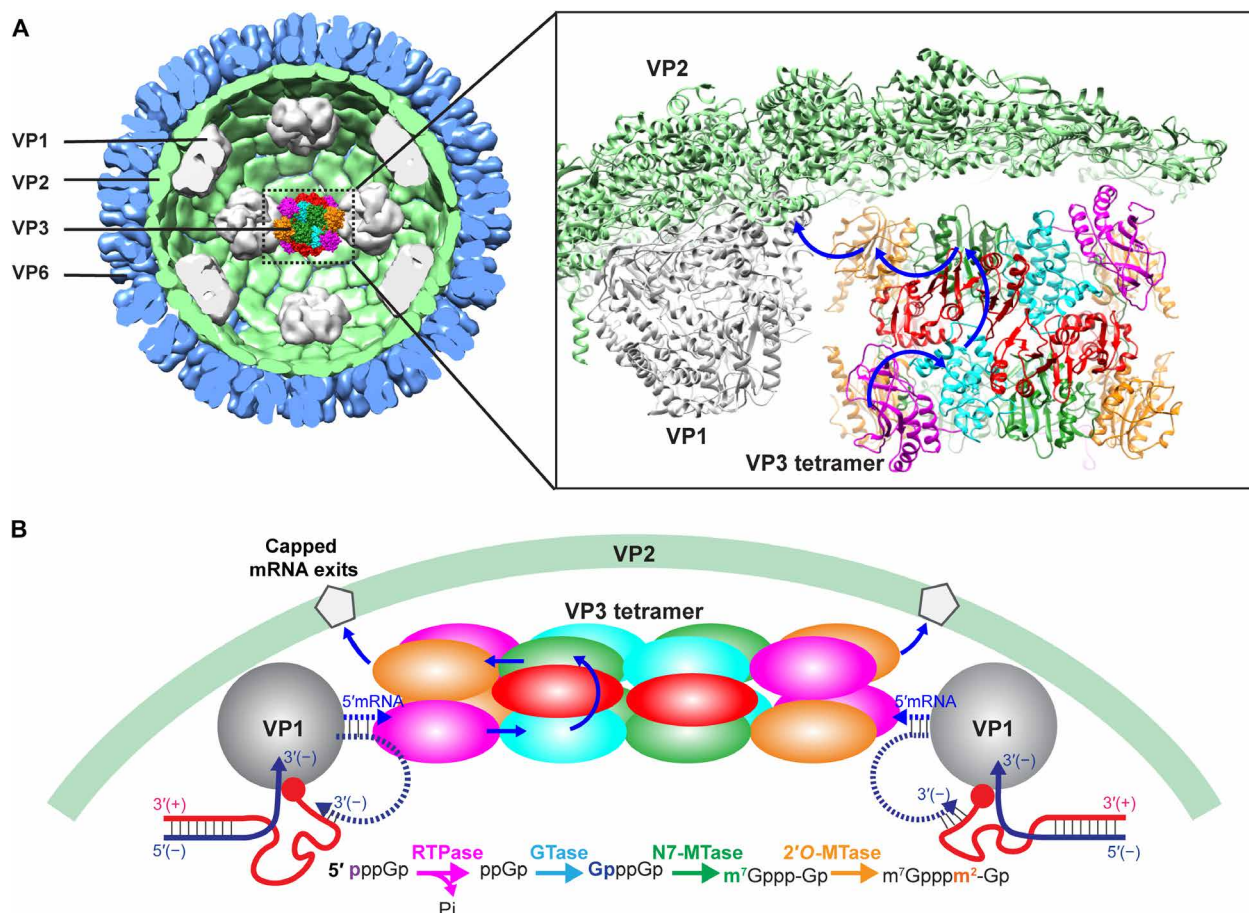 A
VP1
VP2
VP3
VP6
VP2
VP1
VP3 tetramer
B
Capped
mRNA exits
VP2
VP3 tetramer
5′mRNA
5′mRNA
VP1
VP1
3′(−)
3′(−)
3′(+)
3′(−)
3′(−)
3′(+)
5′(−)
5′(−)
RTPase
GTase
N7-MTase
2′O-MTase
5′ pppGp
ppGp
GpppGp
m⁷Gppp-Gp
m⁷Gpppm²-Gp
Pi